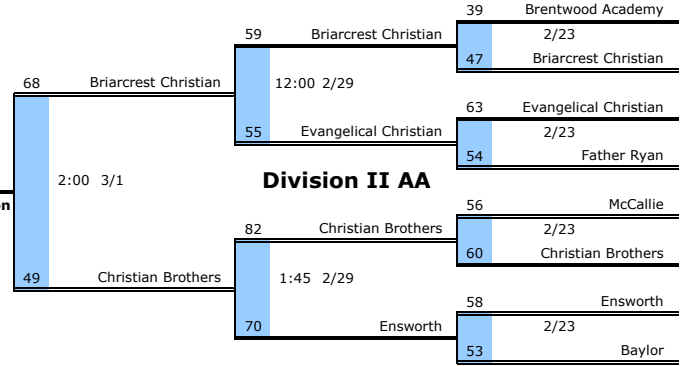 39 Brentwood Academy
59 Briarcrest Christian
2/23
47 Briarcrest Christian
68 Briarcrest Christian
12:00 2/29
63 Evangelical Christian
55 Evangelical Christian
2/23
54 Father Ryan
2:00 3/1
Division II AA
on
56 McCallie
82 Christian Brothers
2/23
60 Christian Brothers
49 Christian Brothers
1:45 2/29
58 Ensworth
70 Ensworth
2/23
53 Baylor